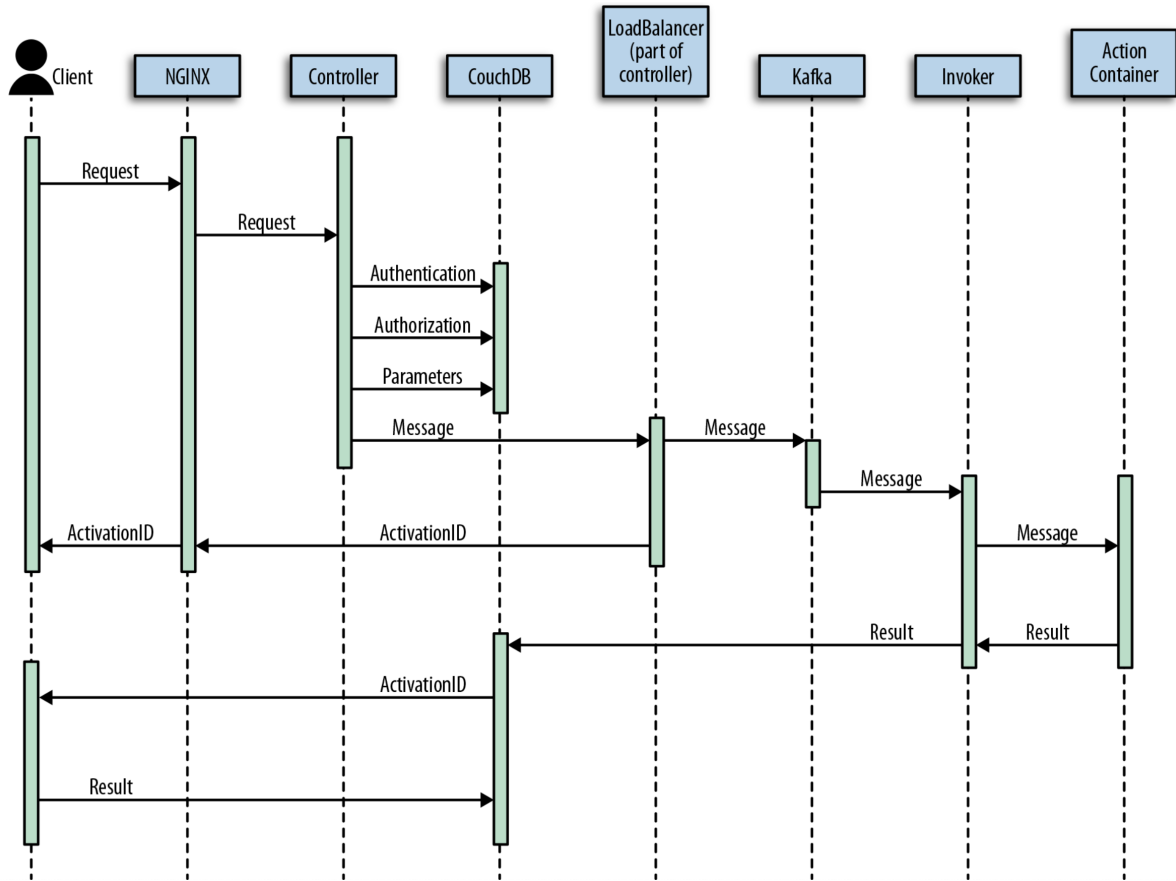 Client
NGINX
Controller
CouchDB
LoadBalancer
(part of
controller)
Kafka
Invoker
Action
Container
Request
Request
Authentication
Authorization
Parameters
Message
Message
Message
ActivationID
ActivationID
Message
Result
Result
ActivationID
Result